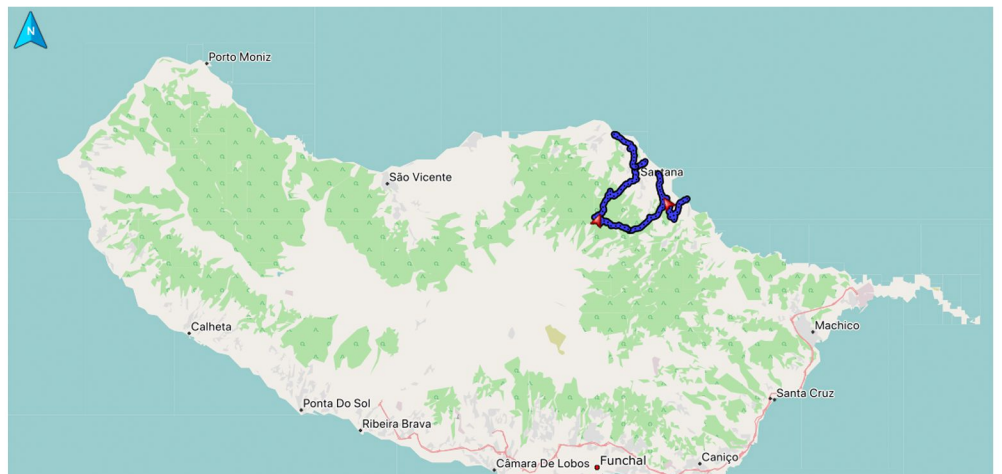 N
Porto Moniz
São Vicente
Santana
Calheta
Machico
Ponta Do Sol
Santa Cruz
Ribeira Brava
Câmara De Lobos
Funchal
Caniço